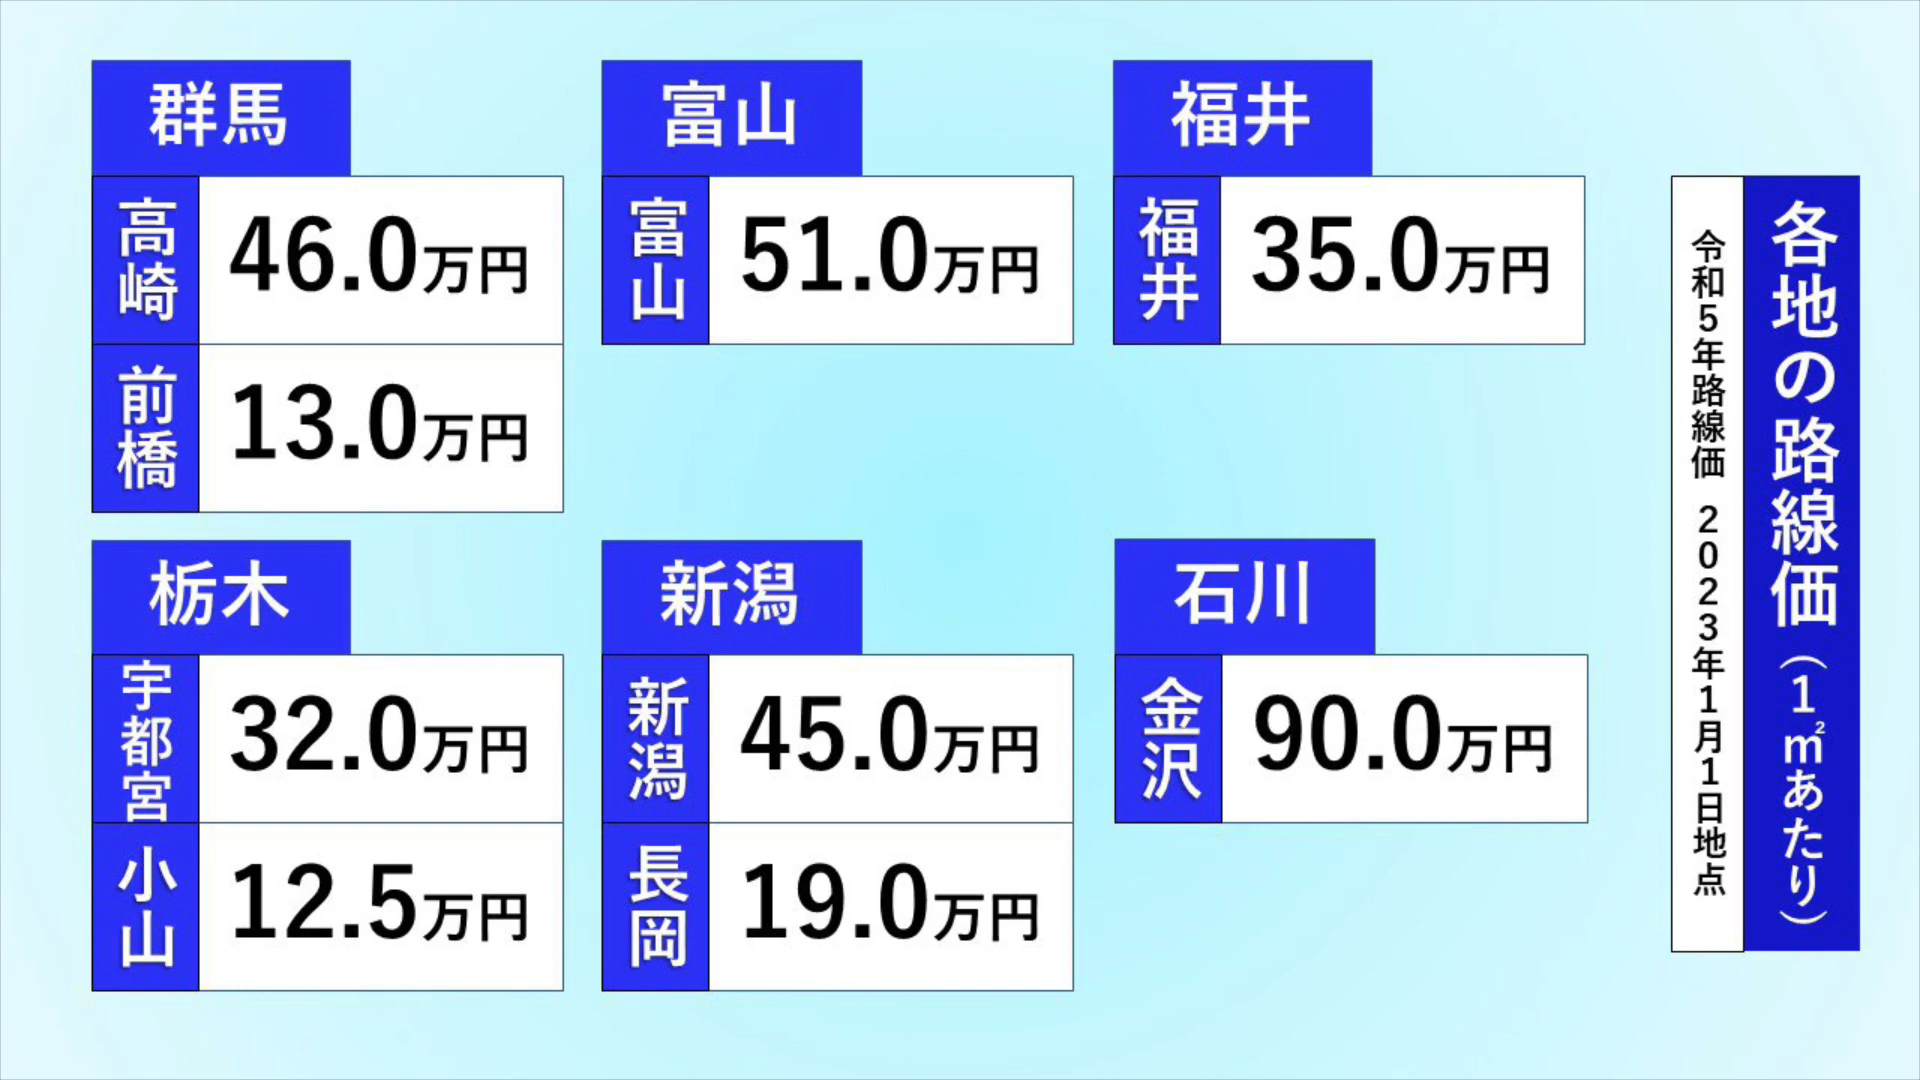 各地の路線価(1㎡あたり)
令和5年路線価 2023年1月1日地点
群馬
高崎 46.0万円
前橋 13.0万円
富山
富山 51.0万円
福井
福井 35.0万円
栃木
宇都宮 32.0万円
小山 12.5万円
新潟
新潟 45.0万円
長岡 19.0万円
石川
金沢 90.0万円